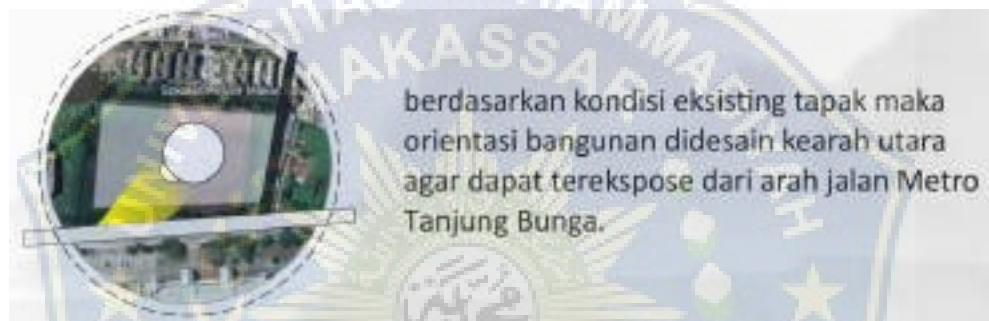 berdasarkan kondisi eksisting tapak maka
orientasi bangunan didesain kearah utara
agar dapat terekspose dari arah jalan Metro
Tanjung Bunga.